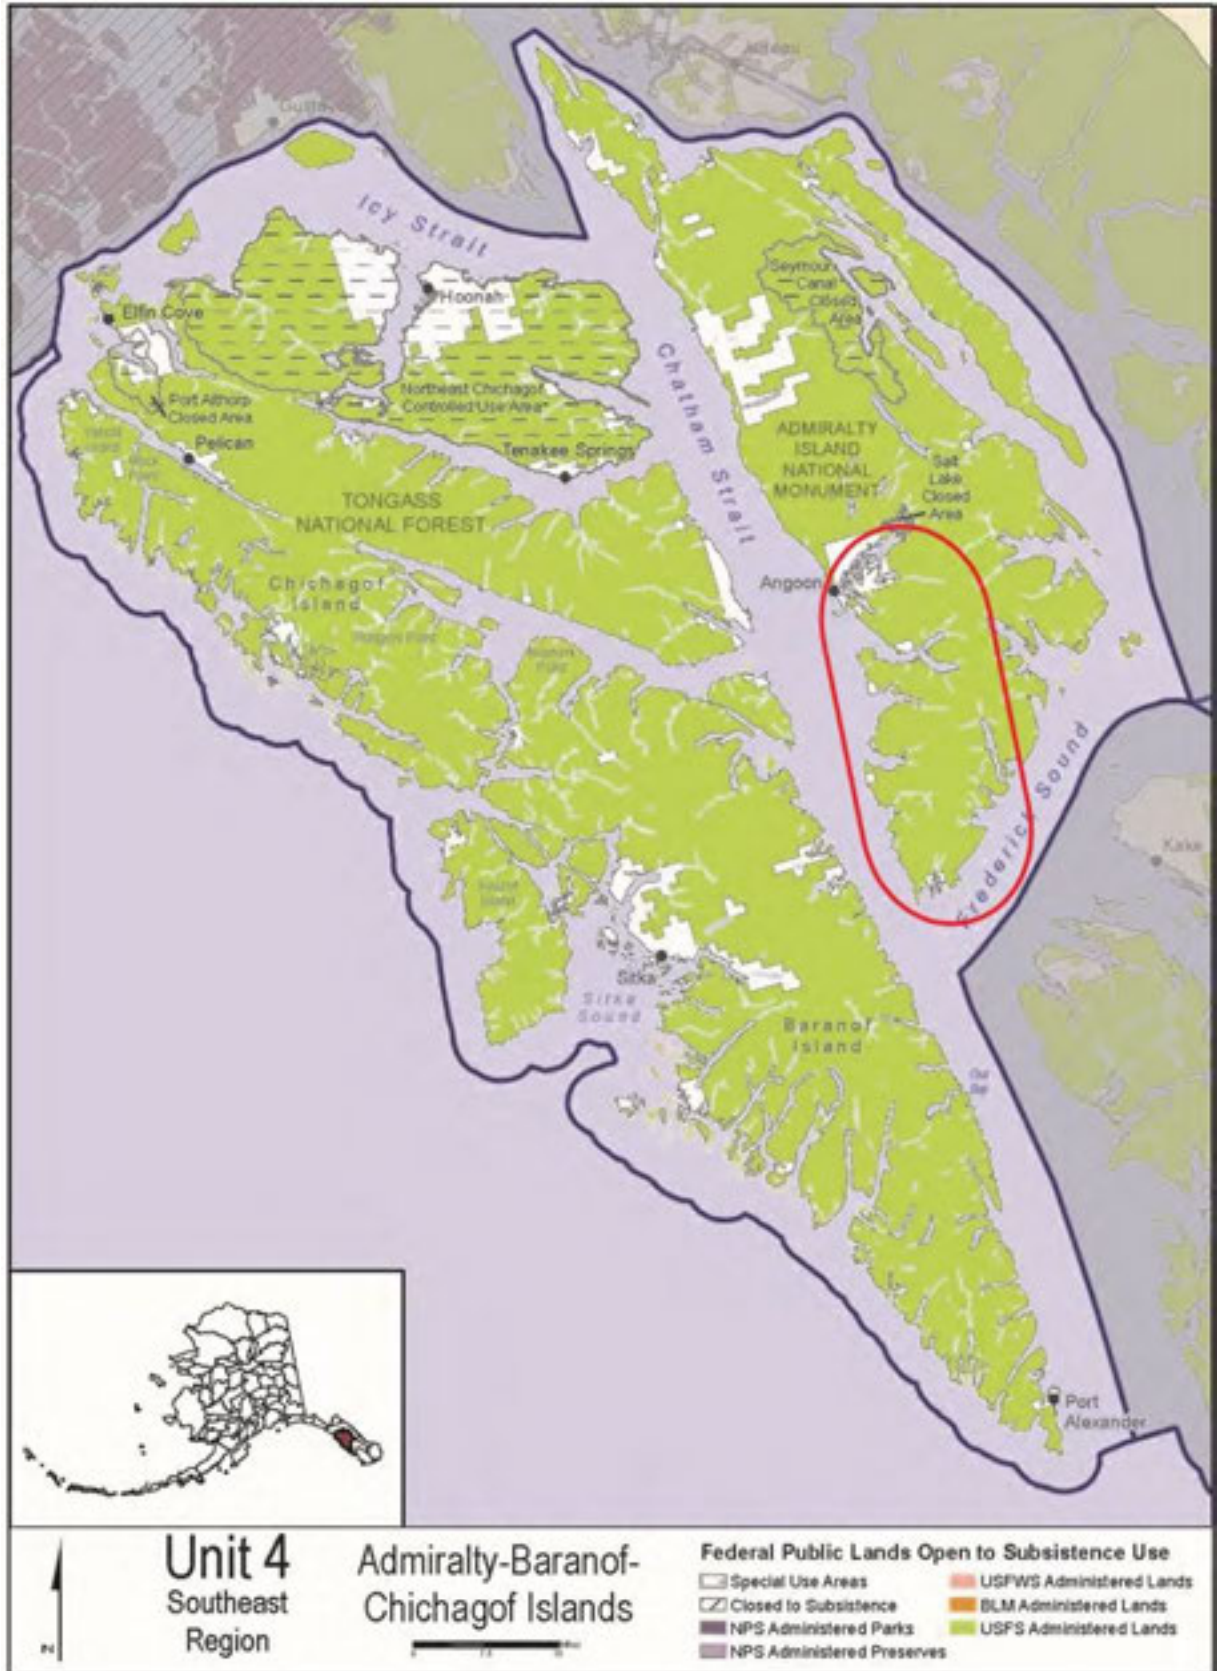 Icy Strait
Hoonah
Elfin Cove
Seymour
Canal
Closed
Area
Chatham Strait
Port Althorp
Closed Area
Northeast Chichagof
Controlled Use Area
Pelican
Tenakee Springs
ADMIRALTY
ISLAND
NATIONAL
MONUMENT
Salt
Lake
Closed
Area
TONGASS
NATIONAL FOREST
Angoon
Chichagof
Island
Frederick Sound
Kake
Sitka
Sitka
Sound
Baranof
Island
Port
Alexander
Unit 4
Southeast
Region
Admiralty-Baranof-
Chichagof Islands
Federal Public Lands Open to Subsistence Use
Special Use Areas
Closed to Subsistence
NPS Administered Parks
NPS Administered Preserves
USFWS Administered Lands
BLM Administered Lands
USFS Administered Lands